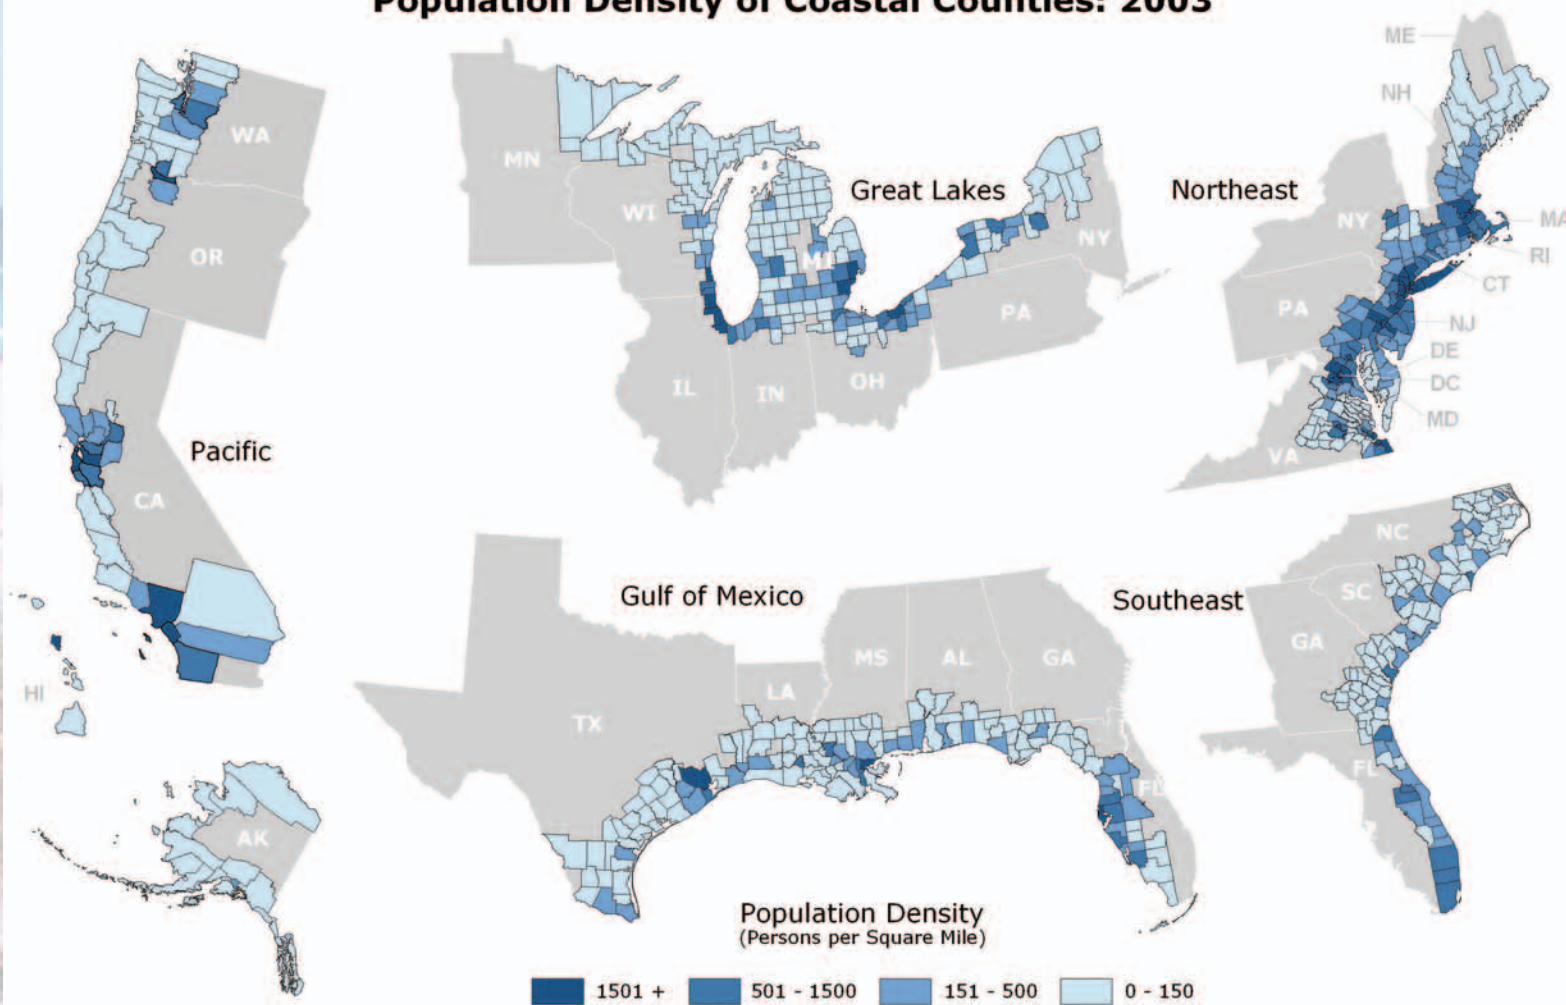 Population Density of Coastal Counties: 2003
ME
NH
WA
MN
Great Lakes
Northeast
WI
NY
NY
MA
OR
MI
RI
CT
PA
PA
NJ
DE
DC
MD
IL
IN
OH
Pacific
VA
CA
NC
Gulf of Mexico
Southeast
SC
GA
MS
AL
GA
HI
LA
TX
FL
FL
AK
Population Density
(Persons per Square Mile)
1501 +
501 - 1500
151 - 500
0 - 150